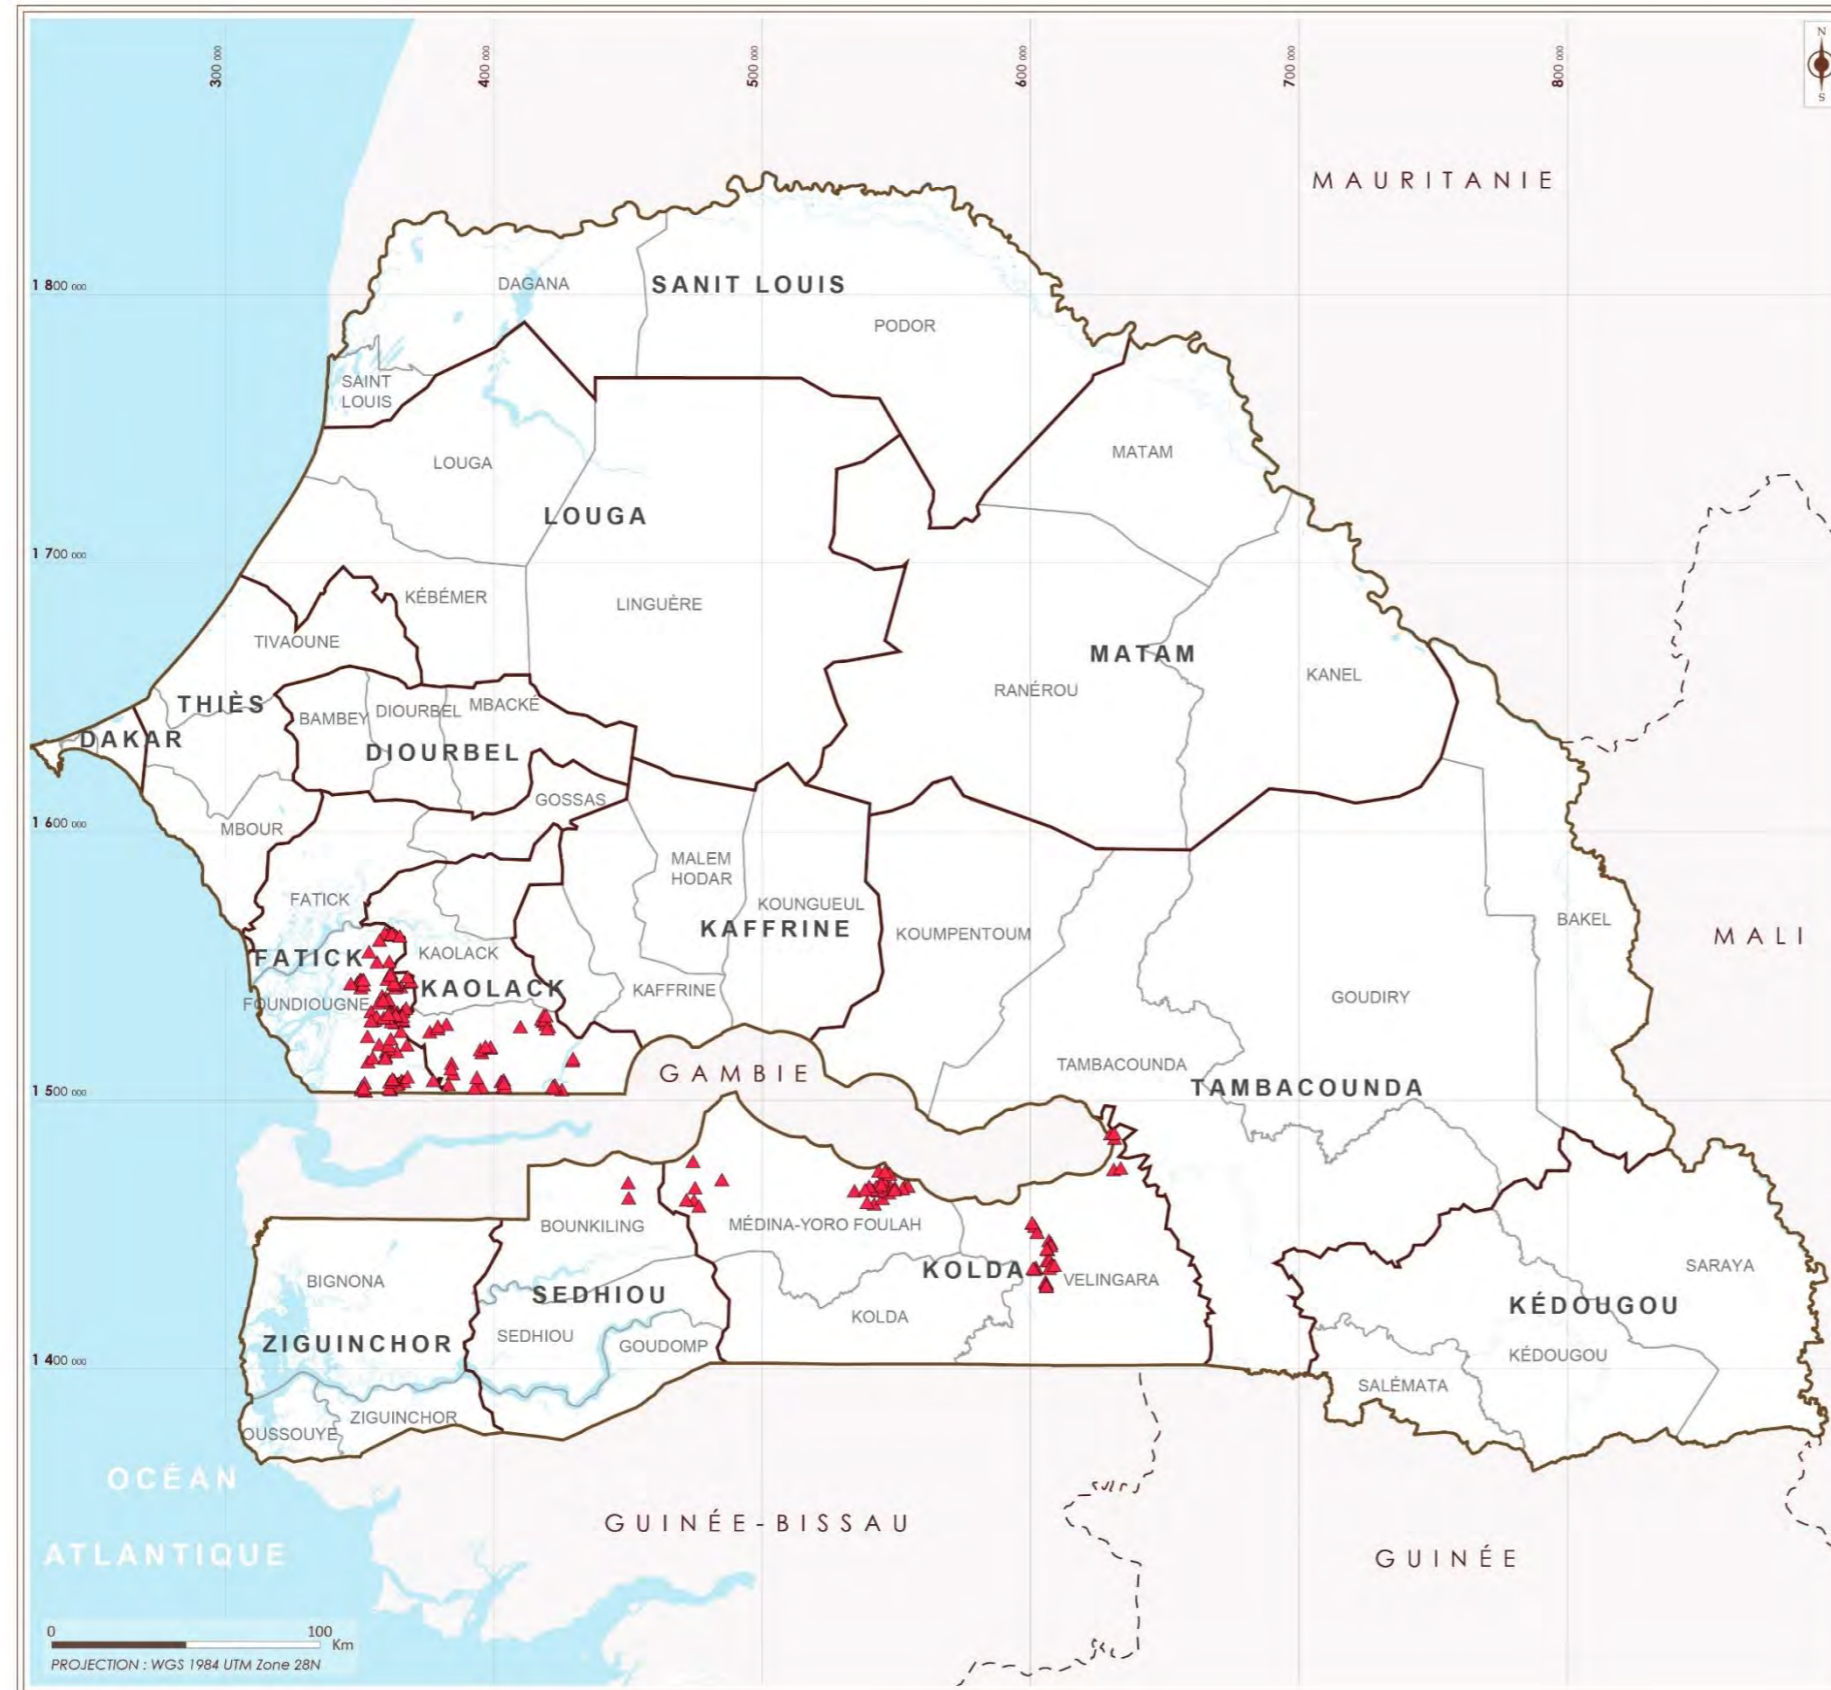 300 000
400 000
500 000
600 000
700 000
800 000
N
S
MAURITANIE
1 800 000
DAGANA
SANIT LOUIS
PODOR
SAINT
LOUIS
MATAM
LOUGA
LOUGA
1 700 000
KÉBÉMER
LINGUÈRE
TIVAOUNE
MATAM
KANEL
RANÉROU
THIÈS
MBACKÉ
BAMBEY
DIOURBEL
DAKAR
DIOURBEL
GOSSAS
1 600 000
MBOUR
MALEM
HODAR
FATICK
KOUNGUEUL
KAFFRINE
KOUMPENTOUM
BAKEL
MALI
KAOLACK
FATICK
KAOLACK
KAFFRINE
FOUNDIOUGNE
GOUDIRY
TAMBACOUNDA
GAMBIE
TAMBACOUNDA
1 500 000
BOUNKILING
MÉDINA-YORO FOULAH
SARAYA
BIGNONA
KOLDA
VELINGARA
SEDHIOU
KÉDOUGOU
KOLDA
SEDHIOU
GOUDOMP
ZIGUINCHOR
KÉDOUGOU
1 400 000
SALÉMATA
ZIGUINCHOR
OUSSOUYE
OCÉAN
ATLANTIQUE
GUINÉE-BISSAU
GUINÉE
0
100
Km
PROJECTION : WGS 1984 UTM Zone 28N